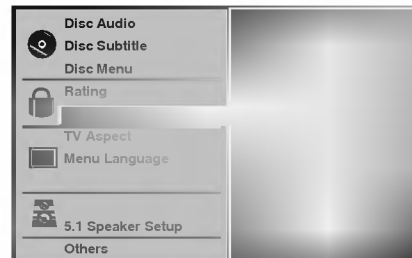 Disc Audio
Disc Subtitle
Disc Menu
Rating
TV Aspect
Menu Language
5.1 Speaker Setup
Others